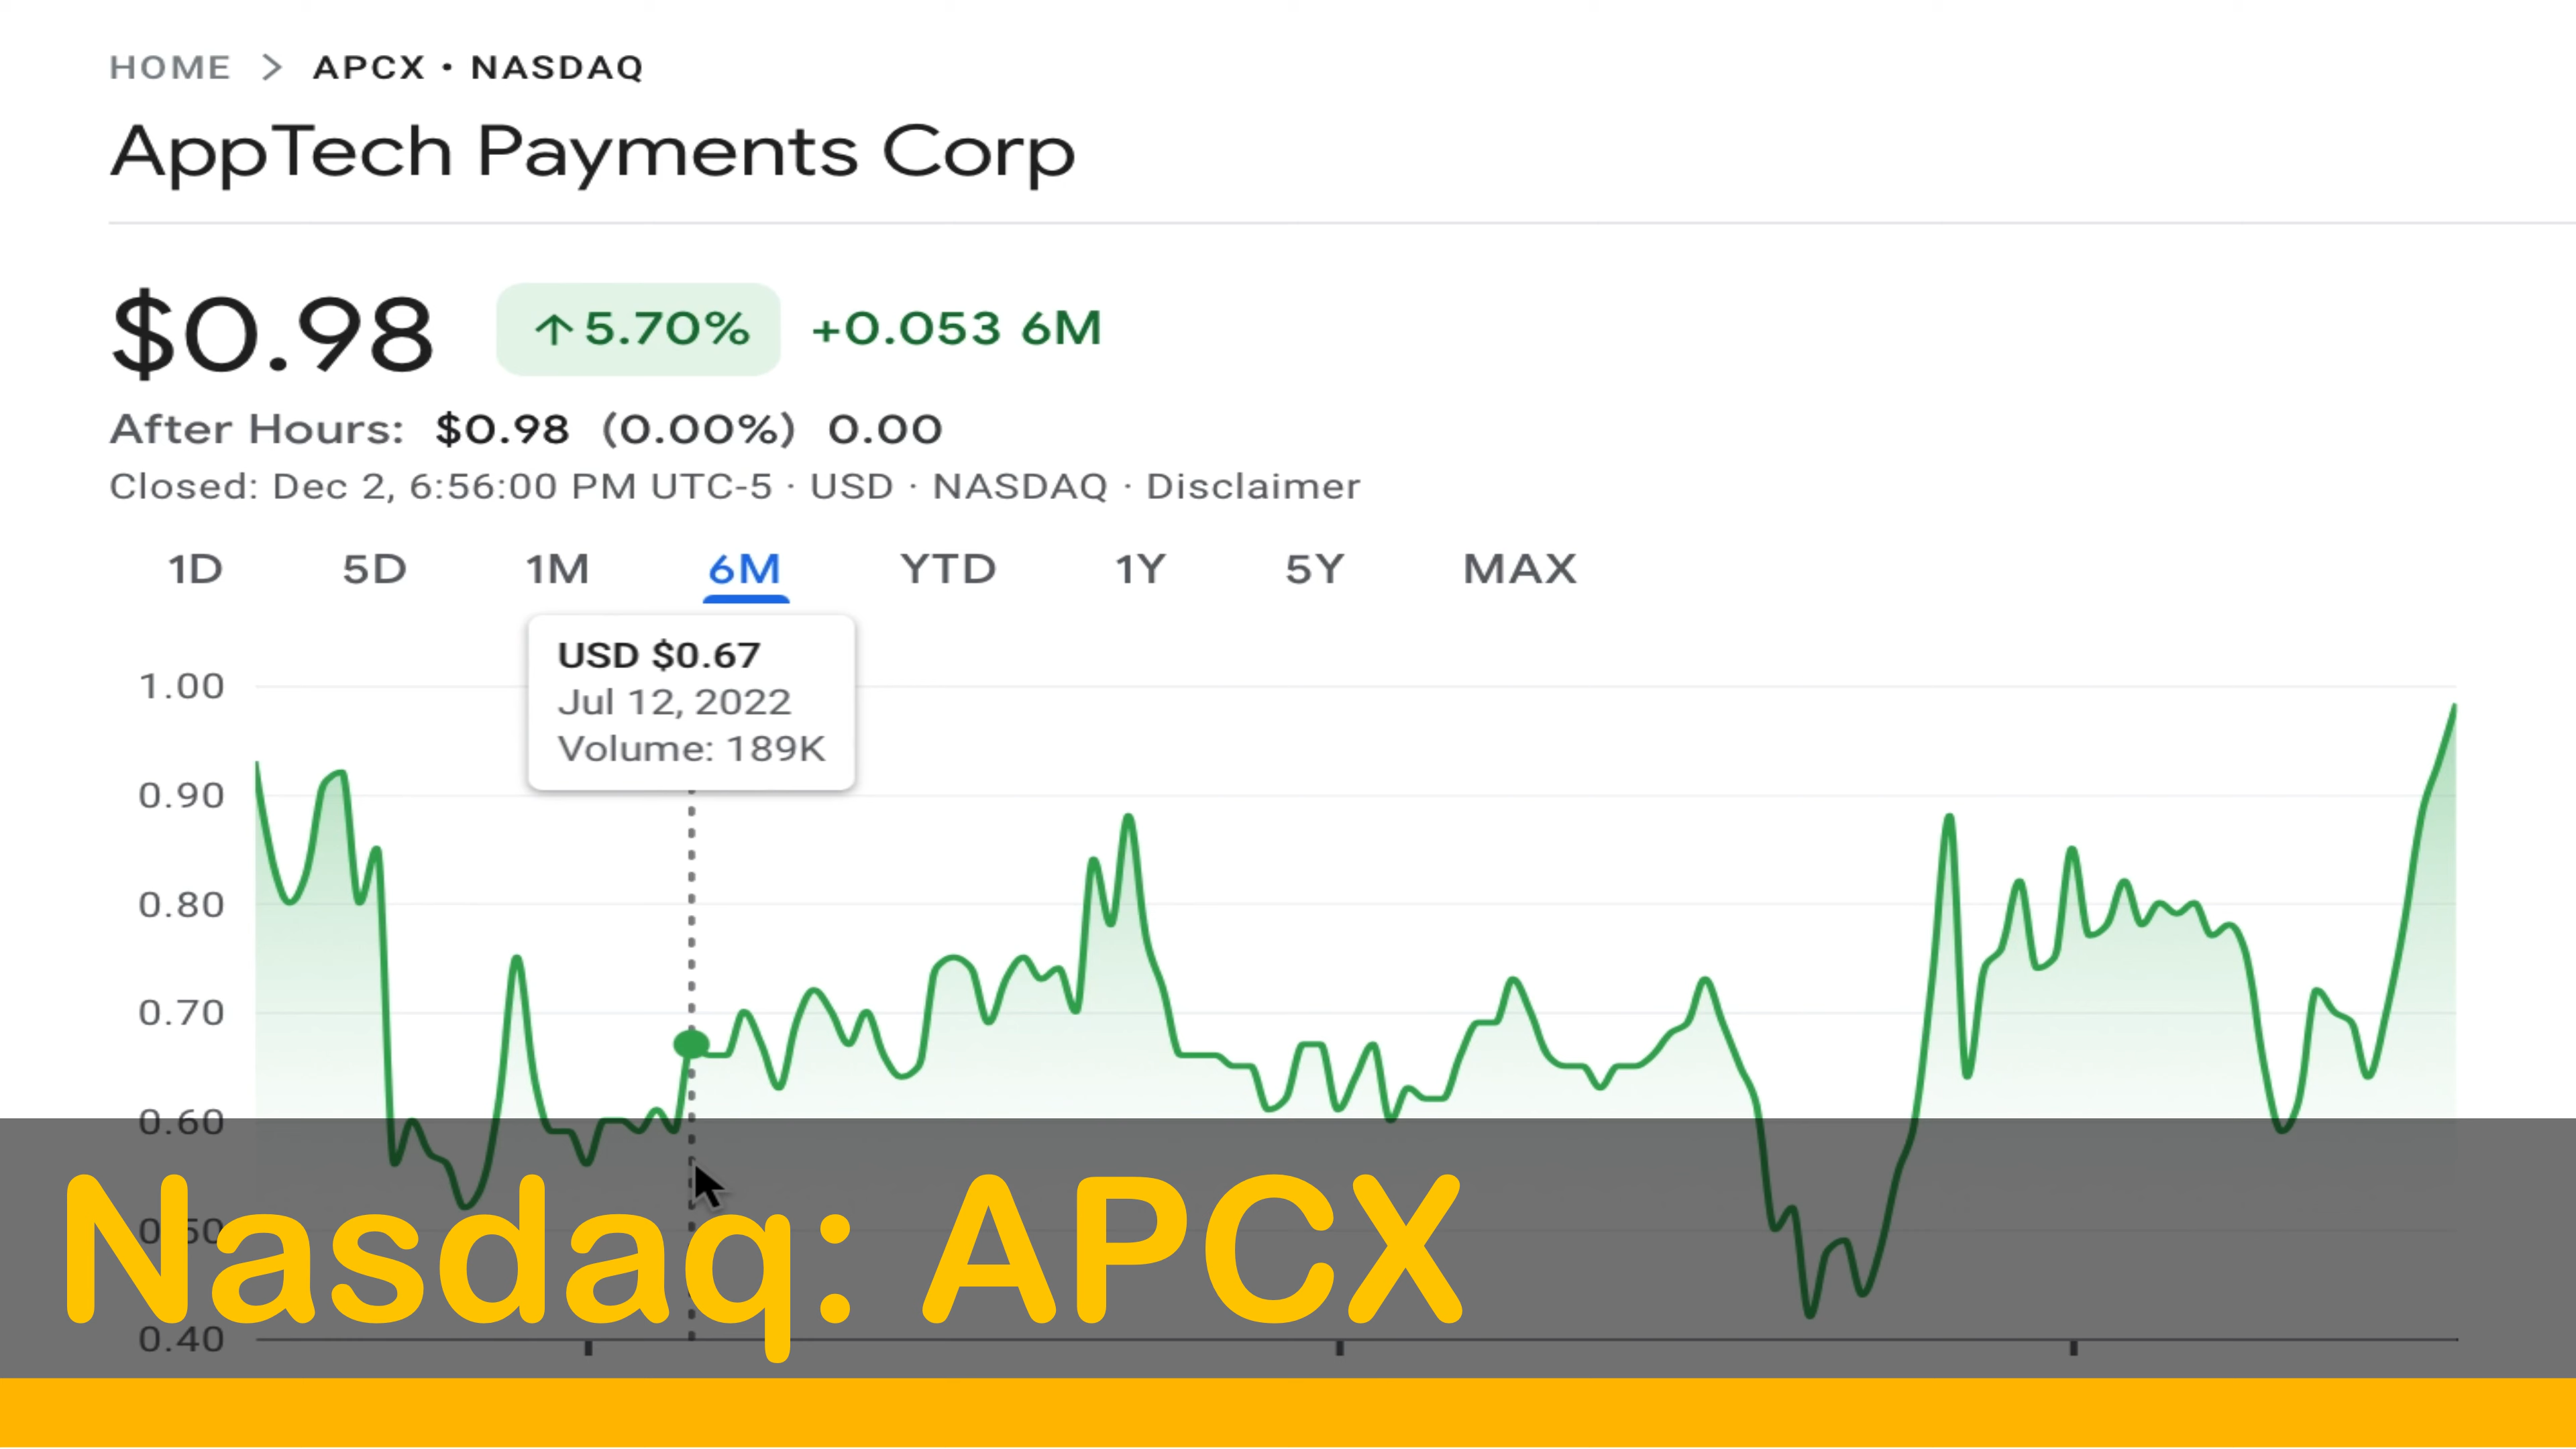 HOME > APCX • NASDAQ
AppTech Payments Corp
$0.98 ↑5.70% +0.053 6M
After Hours: $0.98 (0.00%) 0.00
Closed: Dec 2, 6:56:00 PM UTC-5 · USD · NASDAQ · Disclaimer
1D 5D 1M 6M YTD 1Y 5Y MAX
USD $0.67
Jul 12, 2022
Volume: 189K
1.00
0.90
0.80
0.70
0.60
0.50
0.40
Nasdaq: APCX